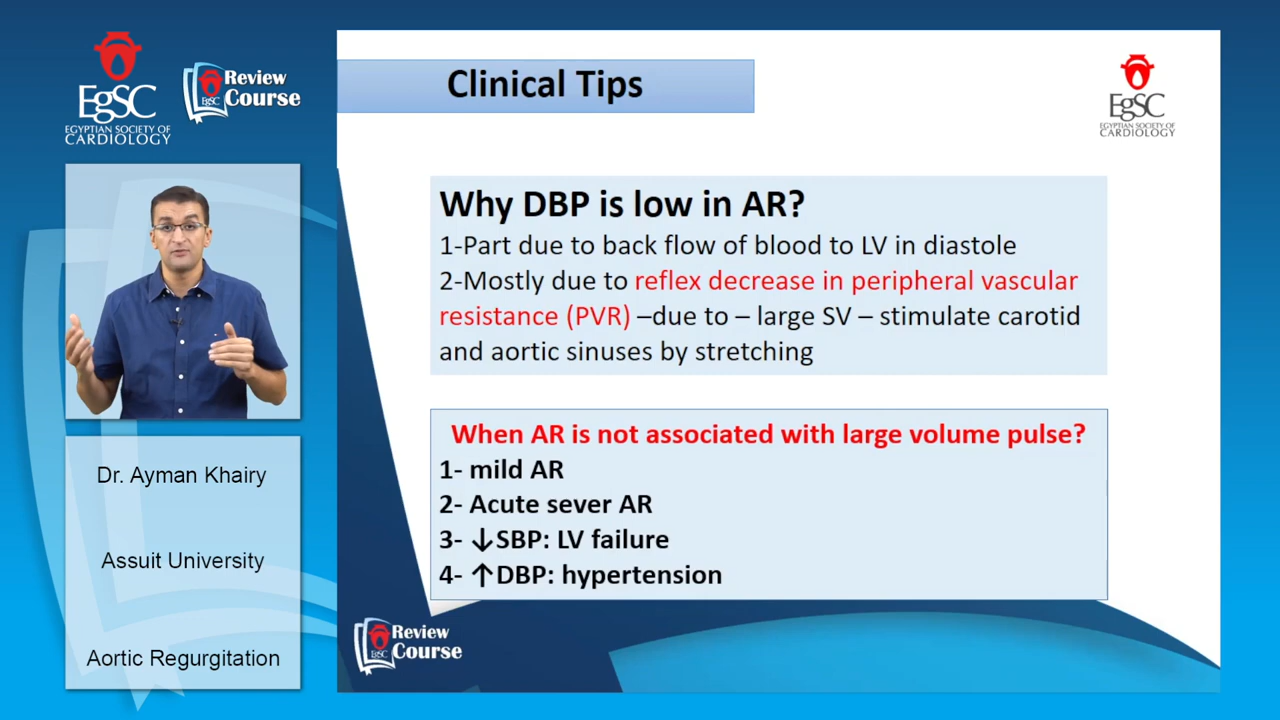 EgSC
EGYPTIAN SOCIETY OF
CARDIOLOGY
Review
EgSC Course
Dr. Ayman Khairy
Assuit University
Aortic Regurgitation
Clinical Tips
EgSC
EGYPTIAN SOCIETY OF
CARDIOLOGY
Why DBP is low in AR?
1-Part due to back flow of blood to LV in diastole
2-Mostly due to reflex decrease in peripheral vascular
resistance (PVR) –due to – large SV – stimulate carotid
and aortic sinuses by stretching
When AR is not associated with large volume pulse?
1- mild AR
2- Acute sever AR
3- ↓SBP: LV failure
4- ↑DBP: hypertension
Review
EgSC Course